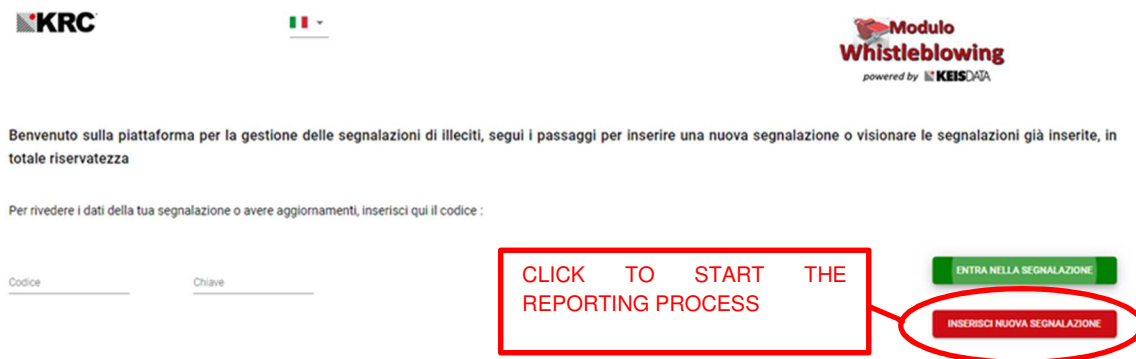 KRC
Modulo
Whistleblowing
powered by KEISDATA
Benvenuto sulla piattaforma per la gestione delle segnalazioni di illeciti, segui i passaggi per inserire una nuova segnalazione o visionare le segnalazioni già inserite, in
totale riservatezza
Per rivedere i dati della tua segnalazione o avere aggiornamenti, inserisci qui il codice :
Codice
Chiave
CLICK TO START THE
REPORTING PROCESS
ENTRA NELLA SEGNALAZIONE
INSERISCI NUOVA SEGNALAZIONE